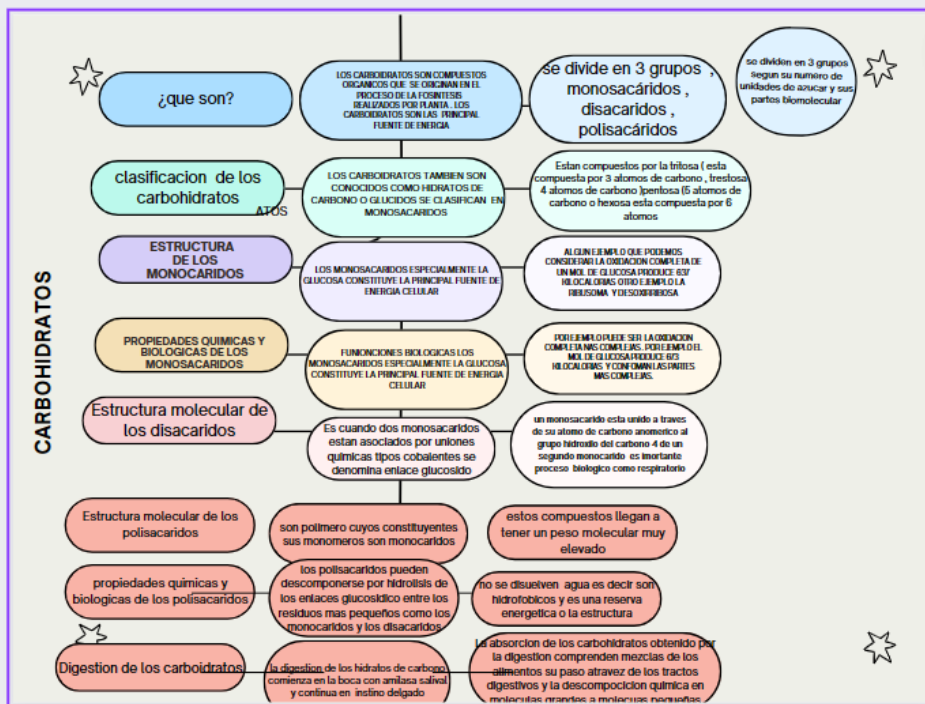 CARBOHIDRATOS
¿que son?
LOS CARBOIDRATOS SON COMPUESTOS
ORGANICOS QUE SE ORIGINAN EN EL
PROCESO DE LA FOSINTESIS
REALIZADOS POR PLANTA . LOS
CARBOIDRATOS SON LAS PRINCIPAL
FUENTE DE ENERGIA
se divide en 3 grupos ,
monosacáridos ,
disacaridos ,
polisacáridos
se dividen en 3 grupos
segun su numero de
unidades de azucar y sus
partes biomolecular
clasificacion de los
carbohidratos
ATOS
LOS CARBOIDRATOS TAMBIEN SON
CONOCIDOS COMO HIDRATOS DE
CARBONO O GLUCIDOS SE CLASIFICAN EN
MONOSACARIDOS
Estan compuestos por la tritosa ( esta
compuesta por 3 atomos de carbono , trestosa
4 atomos de carbono )pentosa (5 atomos de
carbono o hexosa esta compuesta por 6
atomos
ESTRUCTURA
DE LOS
MONOCARIDOS
LOS MONOSACARIDOS ESPECIALMENTE LA
GLUCOSA CONSTITUYE LA PRINCIPAL FUENTE DE
ENERGIA CELULAR
ALGUN EJEMPLO QUE PODEMOS
CONSIDERAR LA OXIDACION COMPLETA DE
UN MOL DE GLUCOSA PRODUCE 637
KILOCALORIAS OTRO EJEMPLO LA
RIBUSOMA Y DESOXIRRIBOSA
PROPIEDADES QUIMICAS Y
BIOLOGICAS DE LOS
MONOSACARIDOS
FUNIONCIONES BIOLOGICAS LOS
MONOSACARIDOS ESPECIALMENTE LA GLUCOSA
CONSTITUYE LA PRINCIPAL FUENTE DE ENERGIA
CELULAR
POR EJEMPLO PUEDE SER LA OXIDACION
COMPLETA NAS COMPLEJAS . POR EJEMPLO EL
MOL DE GLUCOSA PRODUCE 673
KILOCALORIAS Y CONFOMAN LAS PARTES
MAS COMPLEJAS.
Estructura molecular de
los disacaridos
Es cuando dos monosacaridos
estan asociados por uniones
quimicas tipos cobalentes se
denomina enlace glucosido
un monosacarido esta unido a traves
de su atomo de carbono anomerico al
grupo hidroxilo del carbono 4 de un
segundo monocarido es imortante
proceso biologico como respiratorio
Estructura molecular de los
polisacaridos
son polimero cuyos constituyentes
sus monomeros son monocaridos
estos compuestos llegan a
tener un peso molecular muy
elevado
propiedades quimicas y
biologicas de los polisacaridos
los polisacaridos pueden
descomponerse por hidrolisis de
los enlaces glucosidico entre los
residuos mas pequeños como los
monocaridos y los disacaridos
no se disuelven agua es decir son
hidrofobicos y es una reserva
energetica o la estructura
Digestion de los carboidratos
la digestion de los hidratos de carbono
comienza en la boca con amilasa salival
y continua en instino delgado
La absorcion de los carbohidratos obtenido por
la digestion comprenden mezclas de los
alimentos su paso atravez de los tractos
digestivos y la descompocicion quimica en
moleculas grandes a molecuas pequeñas